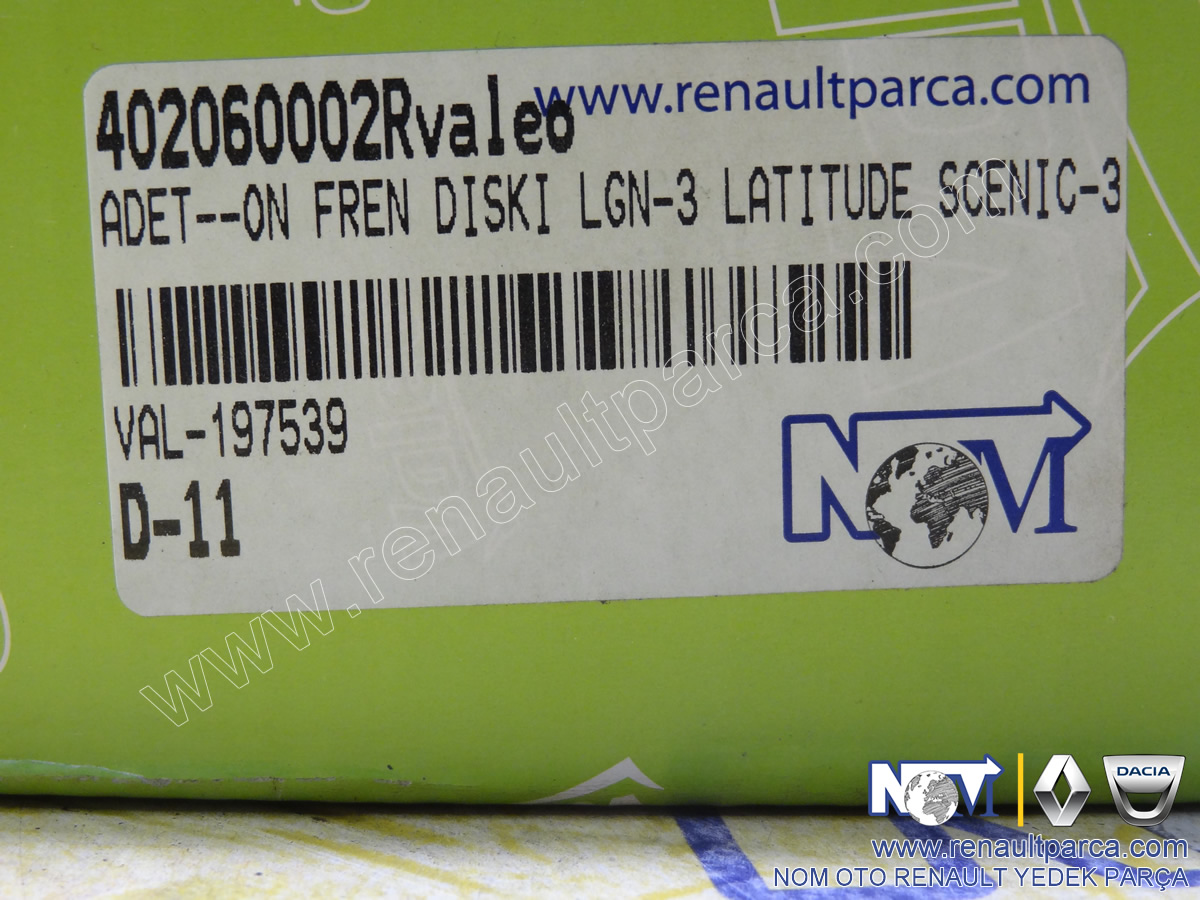 www.renaultparca.com
402060002Rvaleo
ADET--ON FREN DISKI LGN-3 LATITUDE SCENIC-3
VAL-197539
D-11
NOM
www.renaultparca.com
NOM
DACIA
www.renaultparca.com
NOM OTO RENAULT YEDEK PARÇA